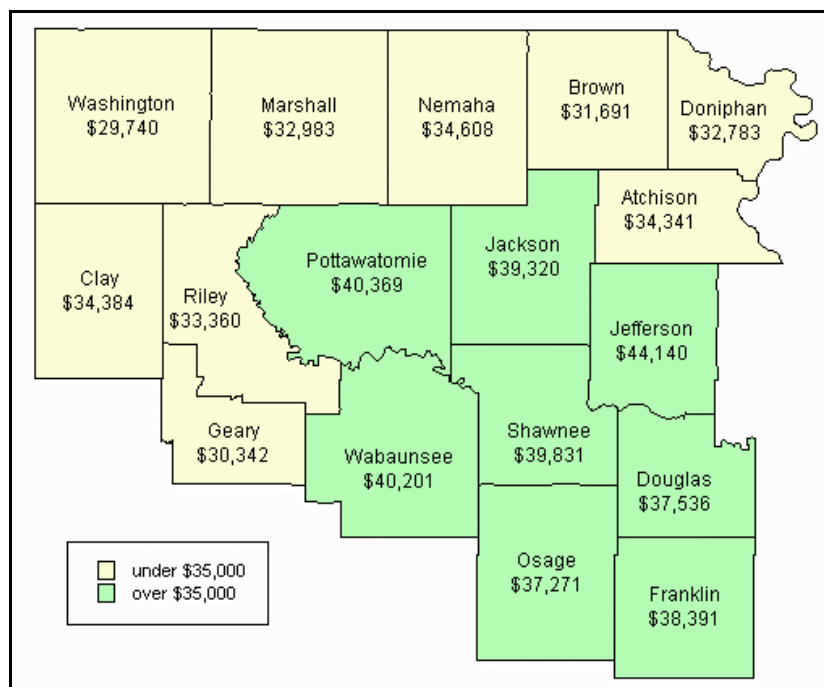 Washington
$29,740
Marshall
$32,983
Nemaha
$34,608
Brown
$31,691
Doniphan
$32,783
Atchison
$34,341
Clay
$34,384
Riley
$33,360
Pottawatomie
$40,369
Jackson
$39,320
Jefferson
$44,140
Geary
$30,342
Wabaunsee
$40,201
Shawnee
$39,831
Douglas
$37,536
Osage
$37,271
Franklin
$38,391
under $35,000
over $35,000